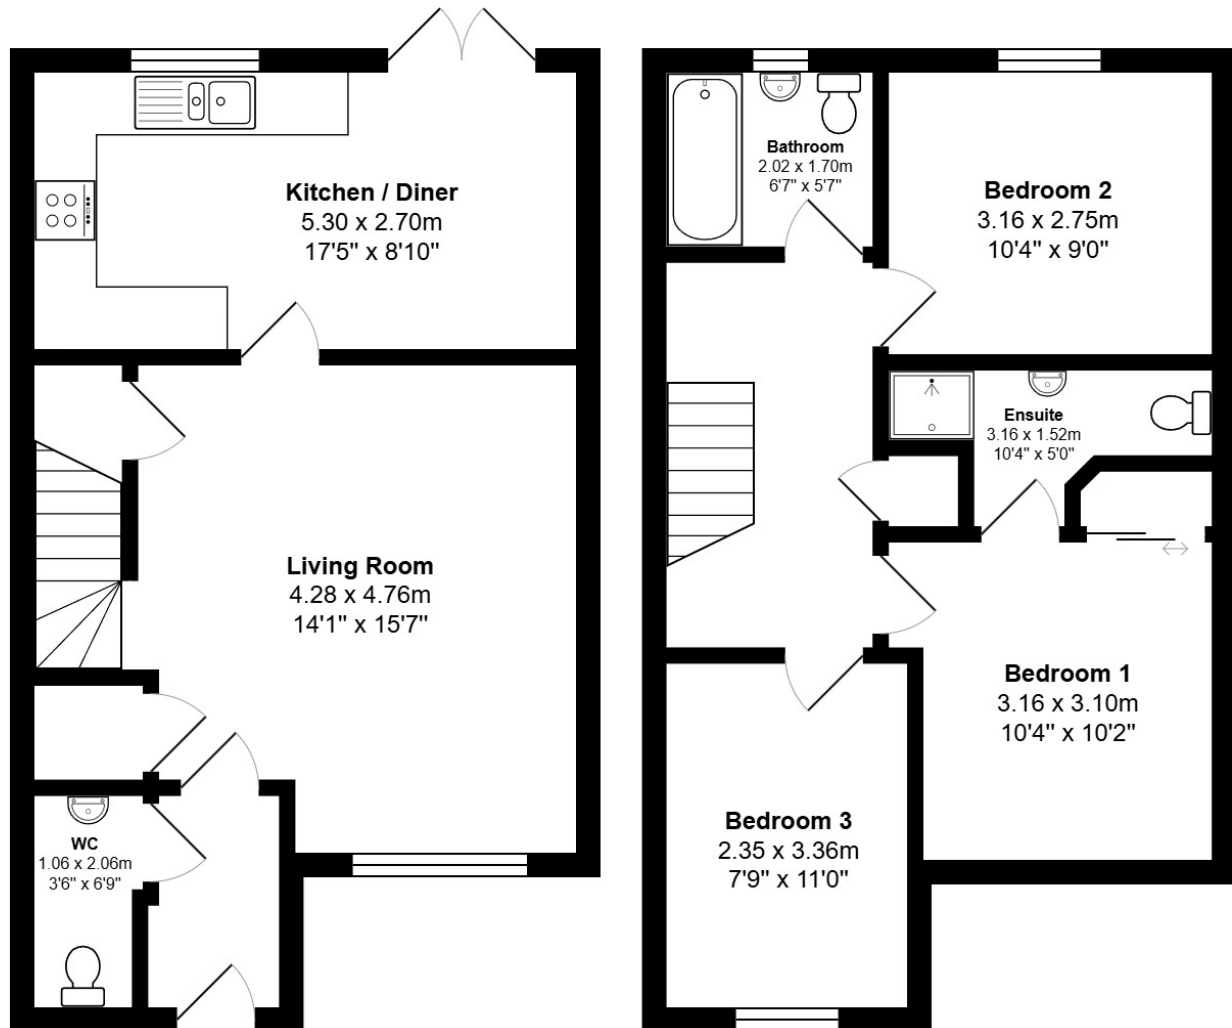 Kitchen / Diner
5.30 x 2.70m
17'5" x 8'10"
Living Room
4.28 x 4.76m
14'1" x 15'7"
WC
1.06 x 2.06m
3'6" x 6'9"
Bathroom
2.02 x 1.70m
6'7" x 5'7"
Bedroom 2
3.16 x 2.75m
10'4" x 9'0"
Ensuite
3.16 x 1.52m
10'4" x 5'0"
Bedroom 1
3.16 x 3.10m
10'4" x 10'2"
Bedroom 3
2.35 x 3.36m
7'9" x 11'0"